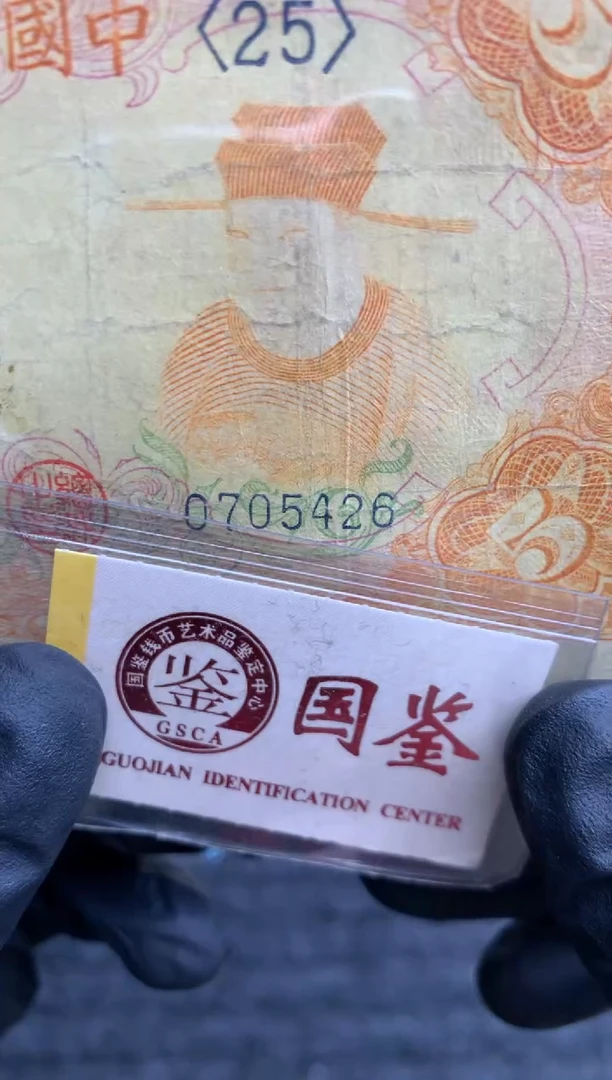 國中
〈25〉
0705426
国鉴钱币艺术品鉴定中心
鉴
GSCA
国鉴
GUOJIAN IDENTIFICATION CENTER